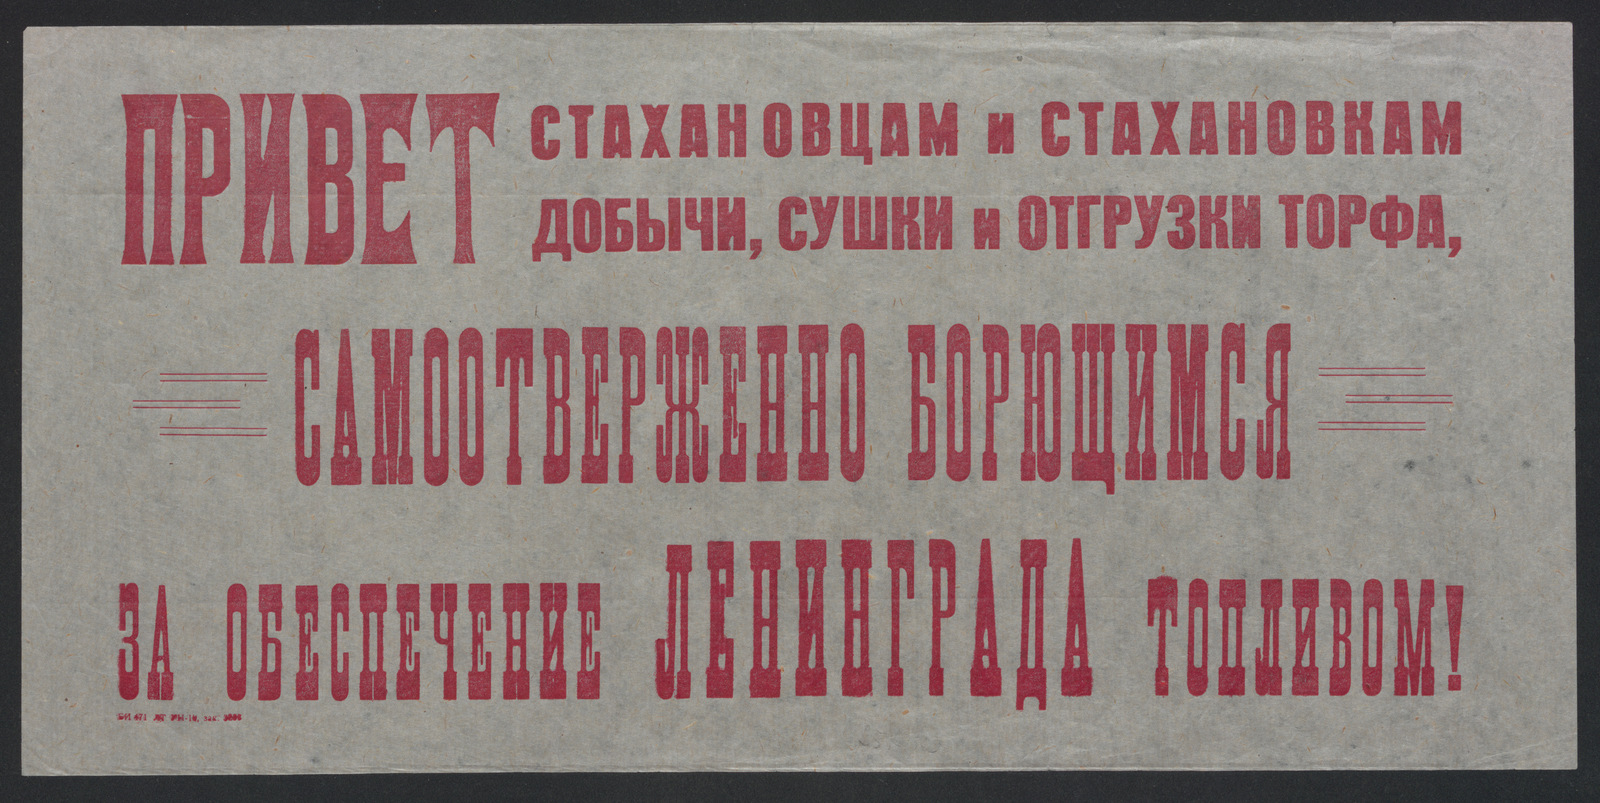 ПРИВЕТ СТАХАНОВЦАМ и СТАХАНОВКАМ
ДОБЫЧИ, СУШКИ и ОТГРУЗКИ ТОРФА,
САМООТВЕРЖЕННО БОРЮЩИМСЯ
ЗА ОБЕСПЕЧЕНИЕ ЛЕНИНГРАДА ТОПЛИВОМ!